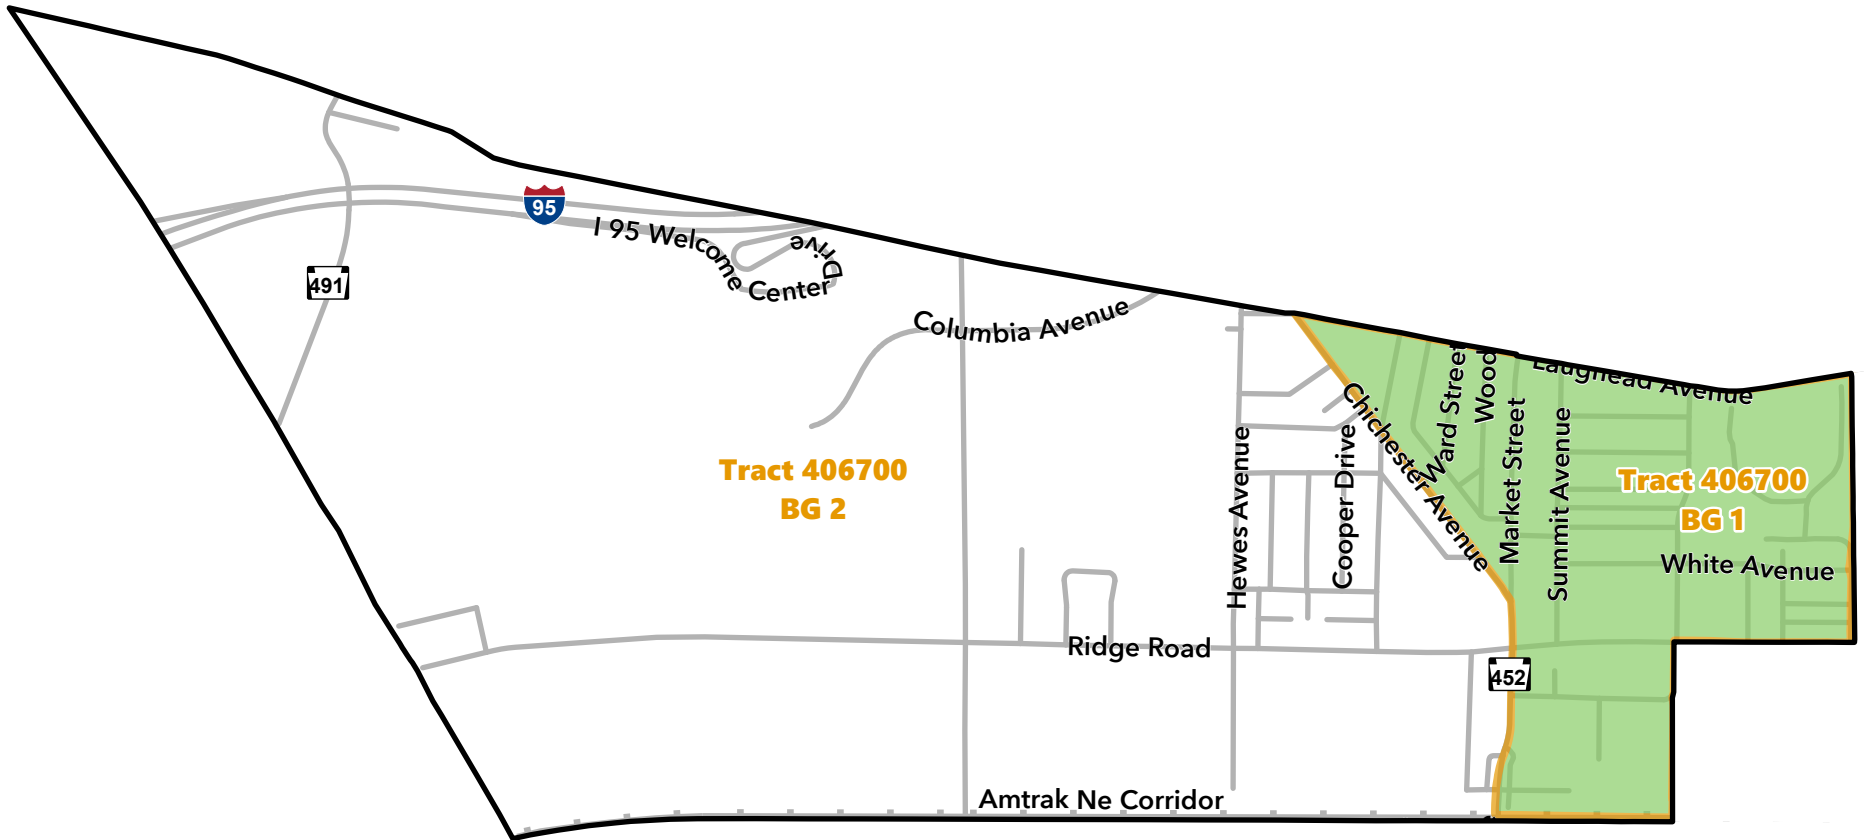 95
I 95 Welcome Center Drive
491
Columbia Avenue
Laughead Avenue
Ward Street
Wood
Chichester Avenue
Market Street
Summit Avenue
Hewes Avenue
Cooper Drive
Tract 406700
BG 2
Tract 406700
BG 1
White Avenue
Ridge Road
452
Amtrak Ne Corridor